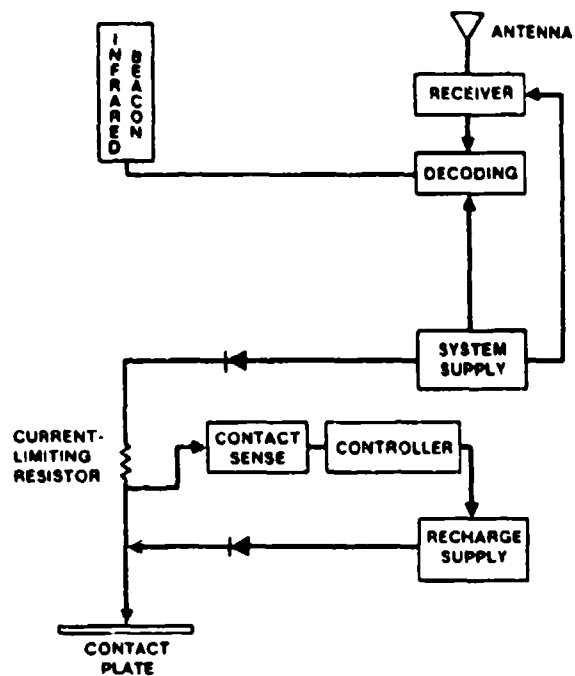 INFRARED
BEACON
ANTENNA
RECEIVER
DECODING
SYSTEM
SUPPLY
CURRENT-
LIMITING
RESISTOR
CONTACT
SENSE
CONTROLLER
RECHARGE
SUPPLY
CONTACT
PLATE